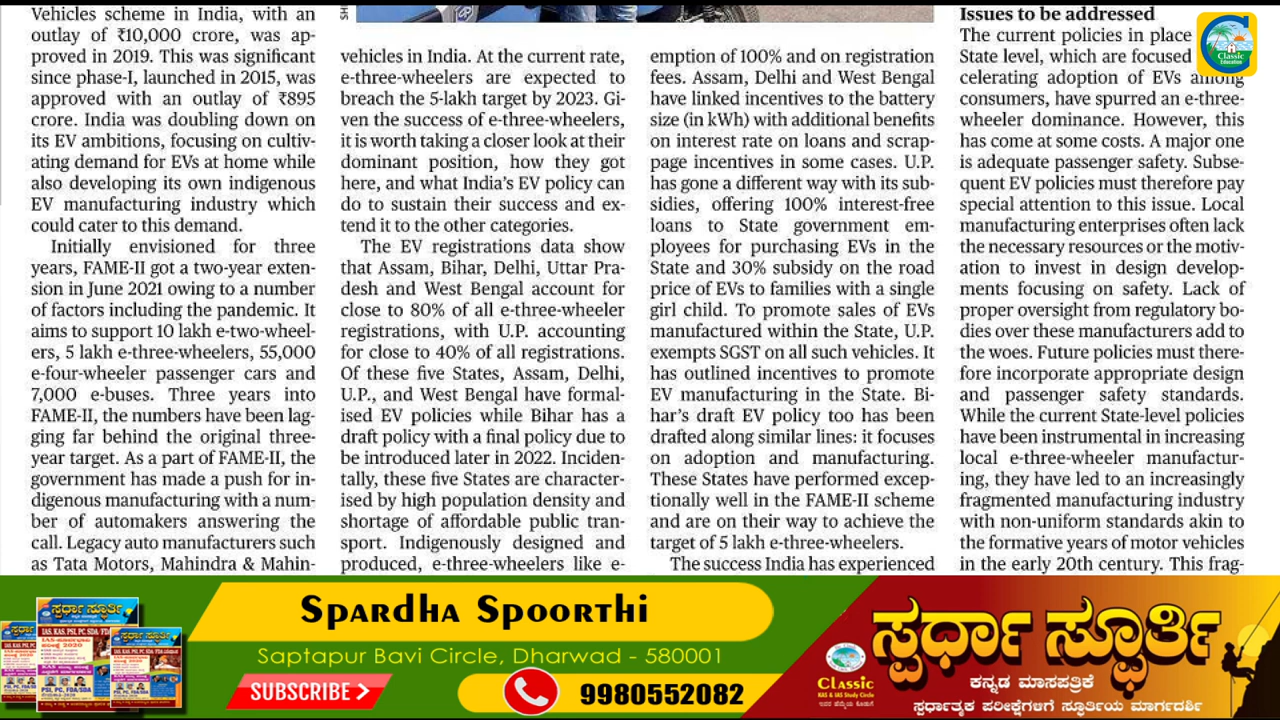 Vehicles scheme in India, with an
outlay of ₹10,000 crore, was ap-
proved in 2019. This was significant
since phase-I, launched in 2015, was
approved with an outlay of ₹895
crore. India was doubling down on
its EV ambitions, focusing on cultiv-
ating demand for EVs at home while
also developing its own indigenous
EV manufacturing industry which
could cater to this demand.
Initially envisioned for three
years, FAME-II got a two-year exten-
sion in June 2021 owing to a number
of factors including the pandemic. It
aims to support 10 lakh e-two-wheel-
ers, 5 lakh e-three-wheelers, 55,000
e-four-wheeler passenger cars and
7,000 e-buses. Three years into
FAME-II, the numbers have been lag-
ging far behind the original three-
year target. As a part of FAME-II, the
government has made a push for in-
digenous manufacturing with a num-
ber of automakers answering the
call. Legacy auto manufacturers such
as Tata Motors, Mahindra & Mahin-
vehicles in India. At the current rate,
e-three-wheelers are expected to
breach the 5-lakh target by 2023. Gi-
ven the success of e-three-wheelers,
it is worth taking a closer look at their
dominant position, how they got
here, and what India's EV policy can
do to sustain their success and ex-
tend it to the other categories.
The EV registrations data show
that Assam, Bihar, Delhi, Uttar Pra-
desh and West Bengal account for
close to 80% of all e-three-wheeler
registrations, with U.P. accounting
for close to 40% of all registrations.
Of these five States, Assam, Delhi,
U.P., and West Bengal have formal-
ised EV policies while Bihar has a
draft policy with a final policy due to
be introduced later in 2022. Inciden-
tally, these five States are character-
ised by high population density and
shortage of affordable public tran-
sport. Indigenously designed and
produced, e-three-wheelers like e-
emption of 100% road on registration
fees. Assam, Delhi and West Bengal
have linked incentives to the battery
size (in kWh) with additional benefits
on interest rate on loans and scrap-
page incentives in some cases. U.P.
has gone a different way with its sub-
sidies, offering 100% interest-free
loans to State government em-
ployees for purchasing EVs in the
State and 30% subsidy on the road
price of EVs to families with a single
girl child. To promote sales of EVs
manufactured within the State, U.P.
exempts SGST on all such vehicles. It
has outlined incentives to promote
EV manufacturing in the State. Bi-
har's draft EV policy too has been
drafted along similar lines: it focuses
on adoption and manufacturing.
These States have performed excep-
tionally well in the FAME-II scheme
and are on their way to achieve the
target of 5 lakh e-three-wheelers.
The success India has experienced
Issues to be addressed
The current policies in place
State level, which are focused
celerating adoption of EVs among
consumers, have spurred an e-three-
wheeler dominance. However, this
has come at some costs. A major one
is adequate passenger safety. Subse-
quent EV policies must therefore pay
special attention to this issue. Local
manufacturing enterprises often lack
the necessary resources or the motiv-
ation to invest in design develop-
ments focusing on safety. Lack of
proper oversight from regulatory bo-
dies over these manufacturers add to
the woes. Future policies must there-
fore incorporate appropriate design
and passenger safety standards.
While the current State-level policies
have been instrumental in increasing
local e-three-wheeler manufactur-
ing, they have led to an increasingly
fragmented manufacturing industry
with non-uniform standards akin to
the formative years of motor vehicles
in the early 20th century. This frag-
Classic
Education
Spardha Spoorthi
Saptapur Bavi Circle, Dharwad - 580001
SUBSCRIBE
9980552082
Classic
KAS & IAS Study Circle
ಸ್ಪರ್ಧಾ ಸ್ಫೂರ್ತಿ
ಕನ್ನಡ ಮಾಸಪತ್ರಿಕೆ
ಸ್ಪರ್ಧಾತ್ಮಕ ಪರೀಕ್ಷೆಗಳಿಗೆ ಸ್ಫೂರ್ತಿಯ ಮಾರ್ಗದರ್ಶಿ